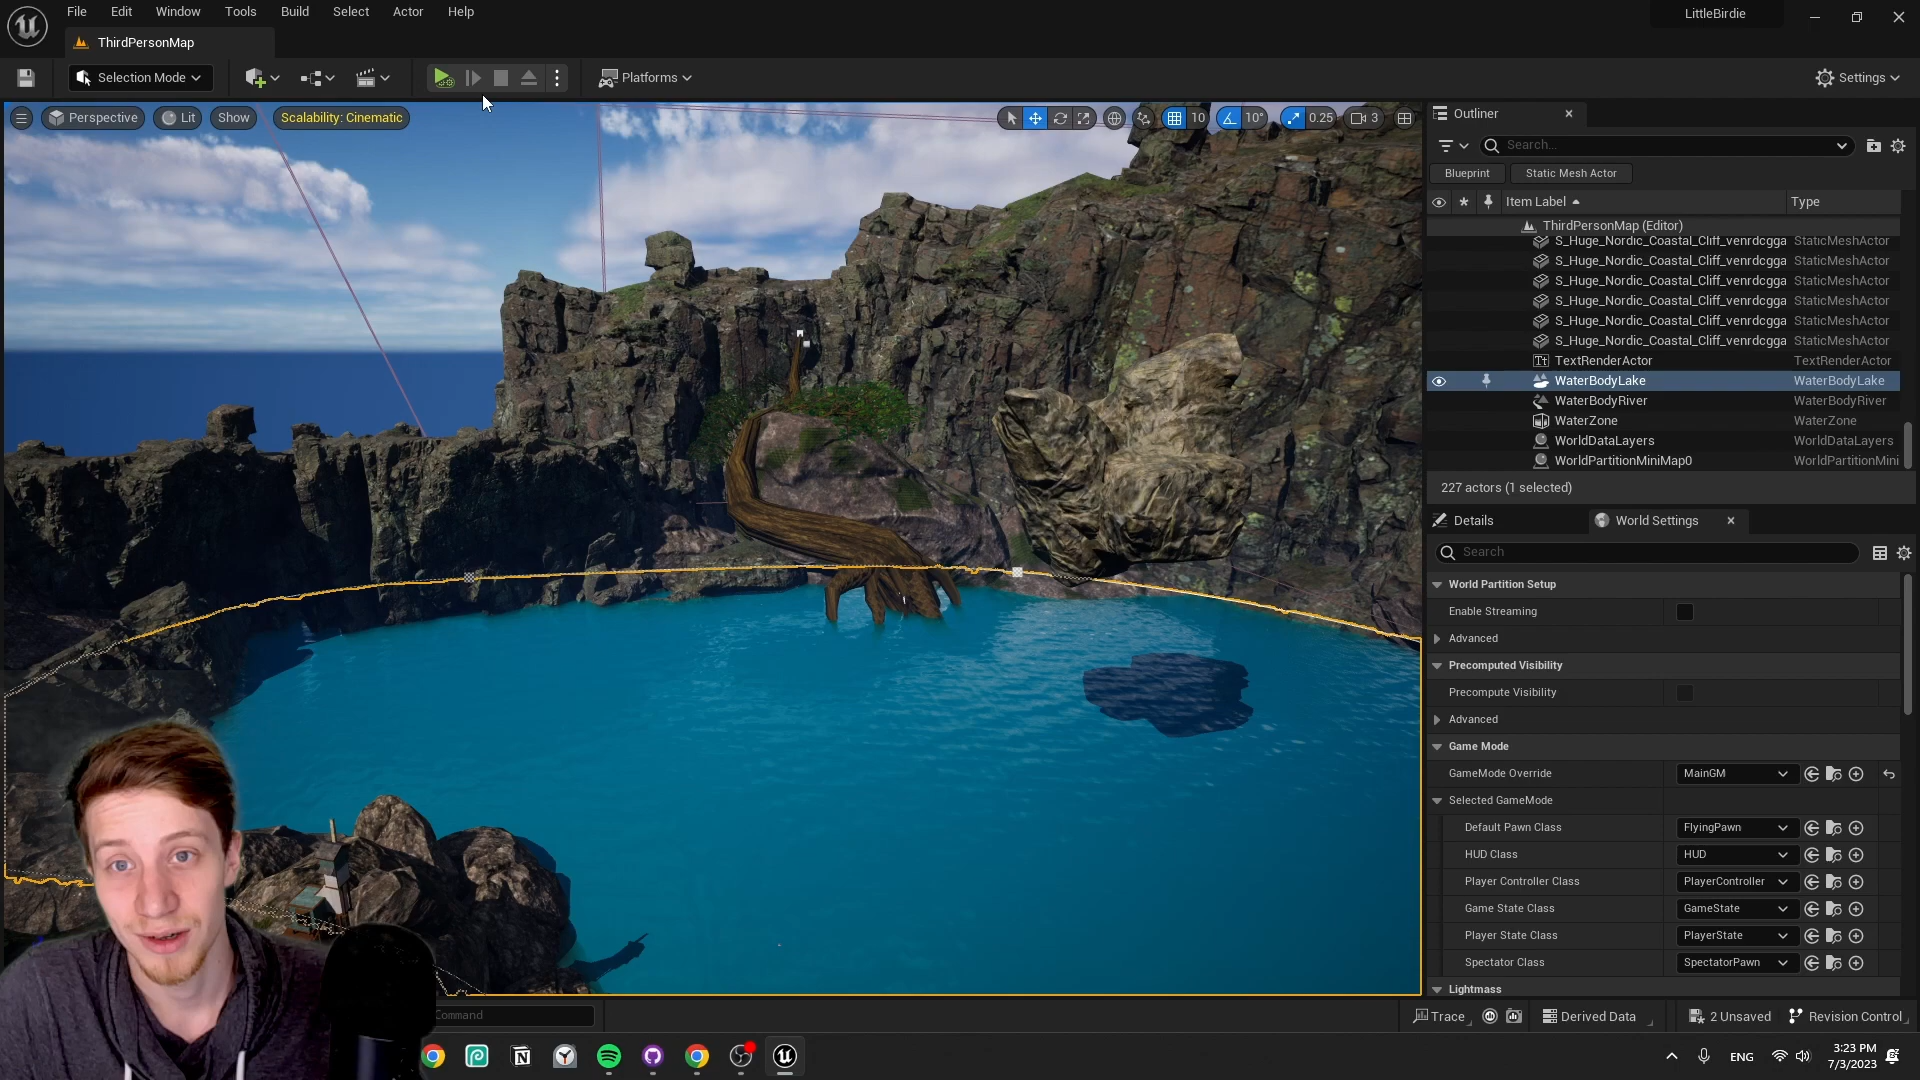 File Edit Window Tools Build Select Actor Help
LittleBirdie
ThirdPersonMap
Selection Mode
Platforms
Settings
Perspective Lit Show Scalability: Cinematic
10 10° 0.25 3
Outliner
Search...
Blueprint Static Mesh Actor
Item Label Type
ThirdPersonMap (Editor)
S_Huge_Nordic_Coastal_Cliff_venrdcgga StaticMeshActor
S_Huge_Nordic_Coastal_Cliff_venrdcgga StaticMeshActor
S_Huge_Nordic_Coastal_Cliff_venrdcgga StaticMeshActor
S_Huge_Nordic_Coastal_Cliff_venrdcgga StaticMeshActor
S_Huge_Nordic_Coastal_Cliff_venrdcgga StaticMeshActor
S_Huge_Nordic_Coastal_Cliff_venrdcgga StaticMeshActor
TextRenderActor TextRenderActor
WaterBodyLake WaterBodyLake
WaterBodyRiver WaterBodyRiver
WaterZone WaterZone
WorldDataLayers WorldDataLayers
WorldPartitionMiniMap0 WorldPartitionMini
227 actors (1 selected)
Details World Settings
Search
World Partition Setup
Enable Streaming
Advanced
Precomputed Visibility
Precompute Visibility
Advanced
Game Mode
GameMode Override MainGM
Selected GameMode
Default Pawn Class FlyingPawn
HUD Class HUD
Player Controller Class PlayerController
Game State Class GameState
Player State Class PlayerState
Spectator Class SpectatorPawn
Lightmass
Command
Trace Derived Data 2 Unsaved Revision Control
ENG
3:23 PM
7/3/2023